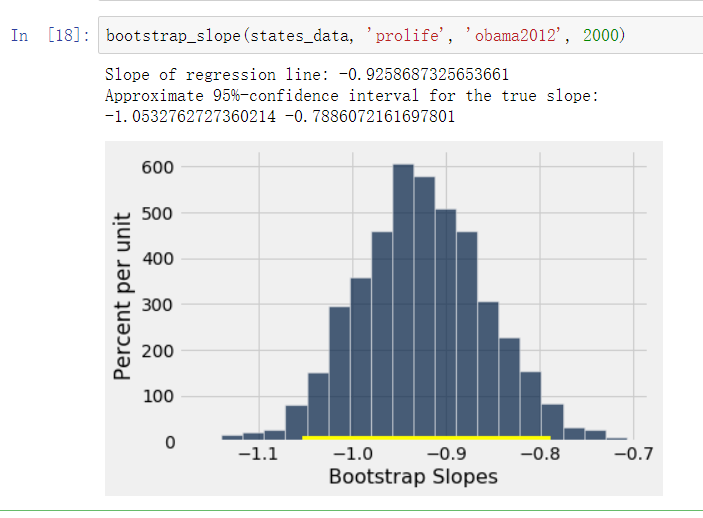 In [18]: bootstrap_slope(states_data, 'prolife', 'obama2012', 2000)
Slope of regression line: -0.9258687325653661
Approximate 95%-confidence interval for the true slope:
-1.0532762727360214 -0.7886072161697801
600
500
400
300
200
100
0
Percent per unit
−1.1 −1.0 −0.9 −0.8 −0.7
Bootstrap Slopes